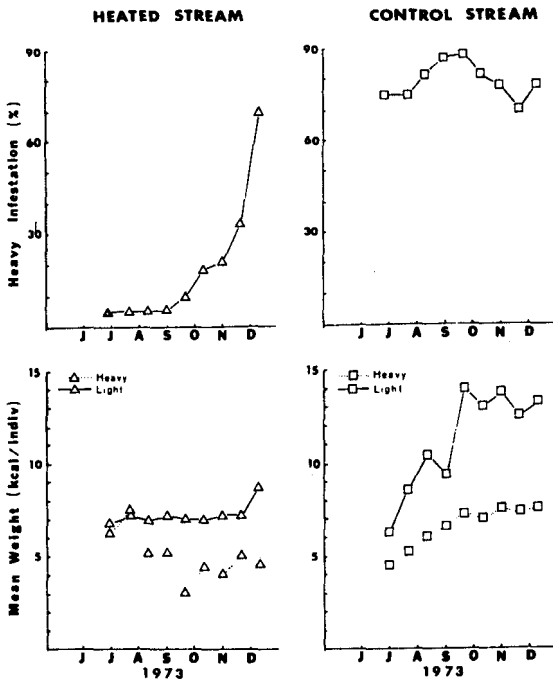 HEATED STREAM
CONTROL STREAM
Heavy Infestation (%)
90
60
30
J J A S O N D
90
60
30
J J A S O N D
Mean Weight (kcal/indiv)
15
10
5
Heavy
Light
J J A S O N D
1973
15
10
5
Heavy
Light
J J A S O N D
1973